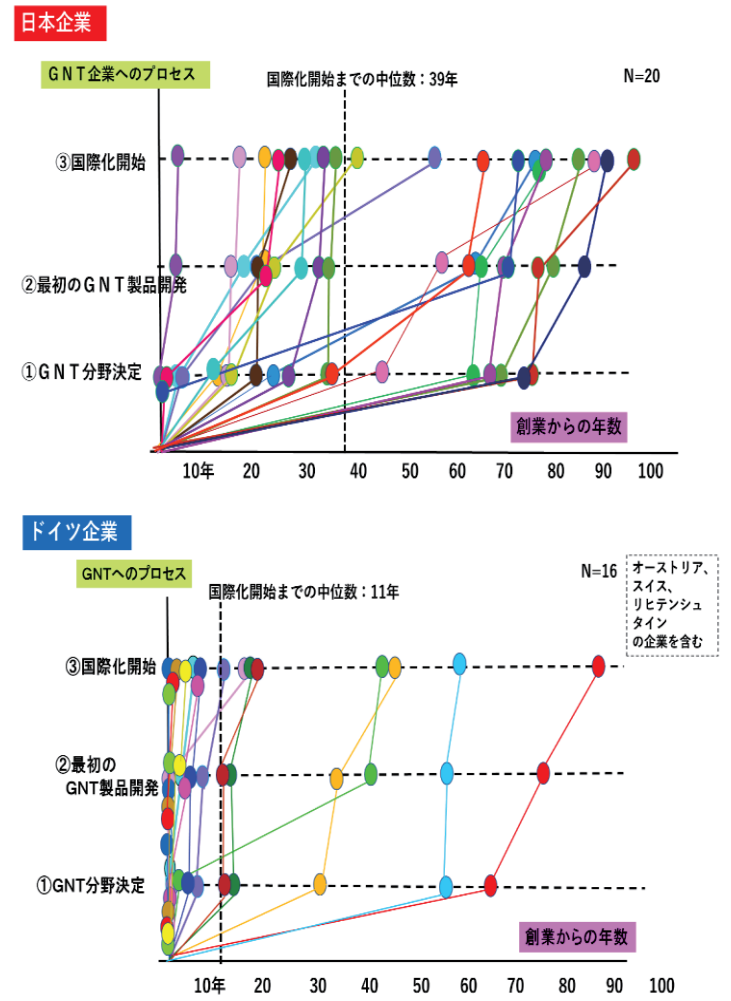 日本企業
GNT企業へのプロセス
国際化開始までの中位数：39年
N=20
③国際化開始
②最初のGNT製品開発
①GNT分野決定
創業からの年数
10年 20 30 40 50 60 70 80 90 100
ドイツ企業
GNTへのプロセス
国際化開始までの中位数：11年
N=16
オーストリア、
スイス、
リヒテンシュ
タイン
の企業を含む
③国際化開始
②最初の
GNT製品開発
①GNT分野決定
創業からの年数
10年 20 30 40 50 60 70 80 90 100